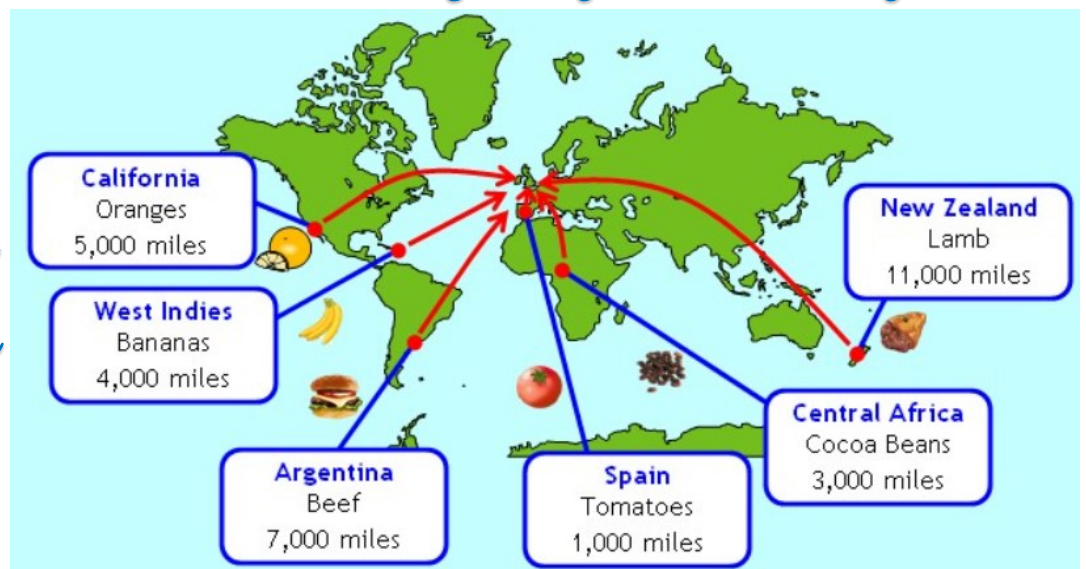 California
Oranges
5,000 miles
West Indies
Bananas
4,000 miles
Argentina
Beef
7,000 miles
Spain
Tomatoes
1,000 miles
Central Africa
Cocoa Beans
3,000 miles
New Zealand
Lamb
11,000 miles